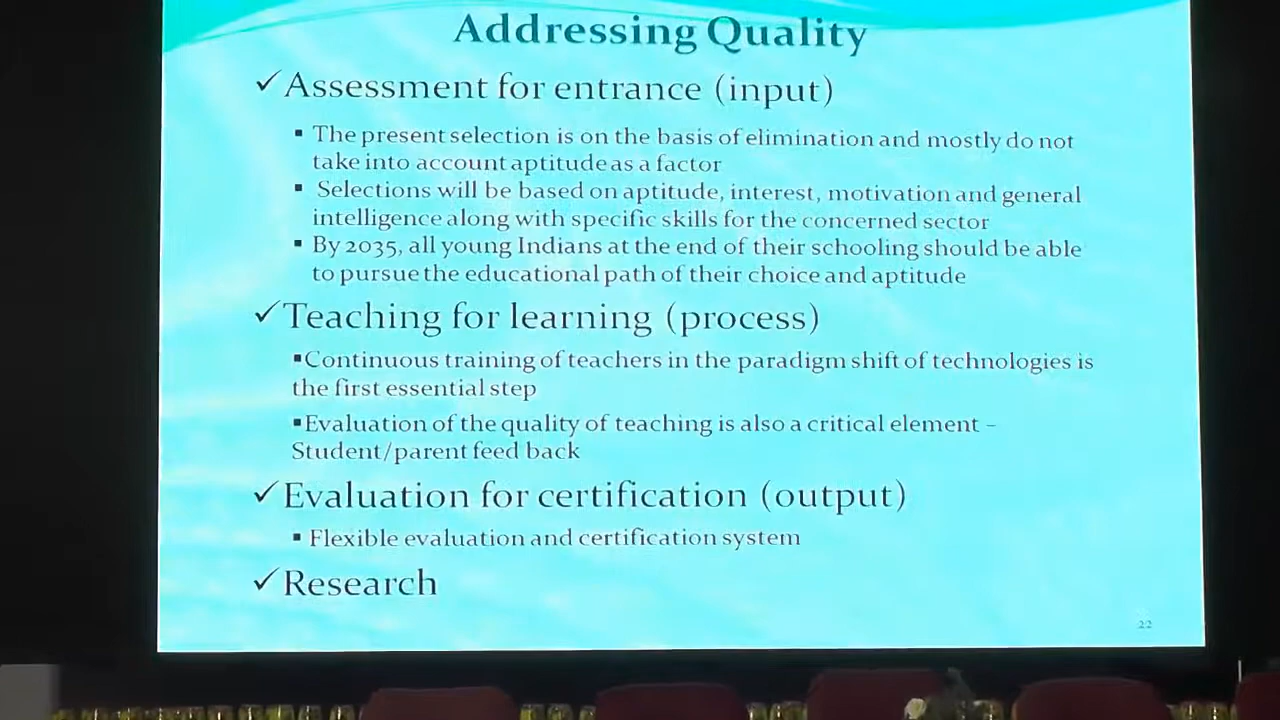 Addressing Quality
✓Assessment for entrance (input)
▪ The present selection is on the basis of elimination and mostly do not
take into account aptitude as a factor
▪ Selections will be based on aptitude, interest, motivation and general
intelligence along with specific skills for the concerned sector
▪ By 2035, all young Indians at the end of their schooling should be able
to pursue the educational path of their choice and aptitude
✓Teaching for learning (process)
▪Continuous training of teachers in the paradigm shift of technologies is
the first essential step
▪Evaluation of the quality of teaching is also a critical element –
Student/parent feed back
✓Evaluation for certification (output)
▪ Flexible evaluation and certification system
✓Research
22